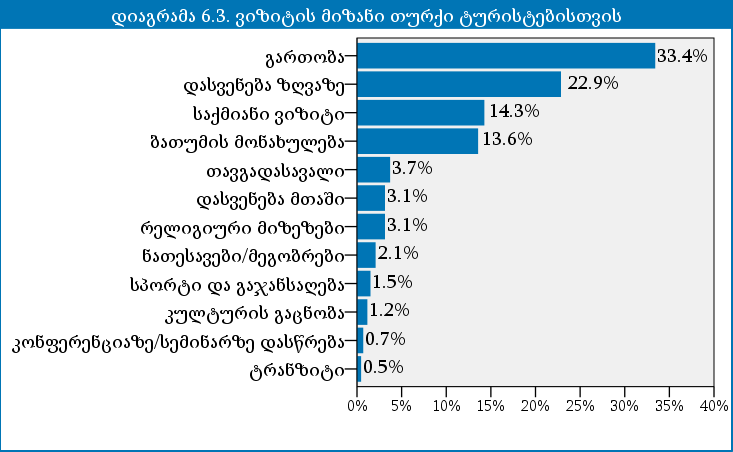 დიაგრამა 6.3. ვიზიტის მიზანი თურქი ტურისტებისთვის
გართობა 33.4%
დასვენება ზღვაზე 22.9%
საქმიანი ვიზიტი 14.3%
ბათუმის მონახულება 13.6%
თავგადასავალი 3.7%
დასვენება მთაში 3.1%
რელიგიური მიზეზები 3.1%
ნათესავები/მეგობრები 2.1%
სპორტი და გაჯანსაღება 1.5%
კულტურის გაცნობა 1.2%
კონფერენციაზე/სემინარზე დასწრება 0.7%
ტრანზიტი 0.5%
0% 5% 10% 15% 20% 25% 30% 35% 40%